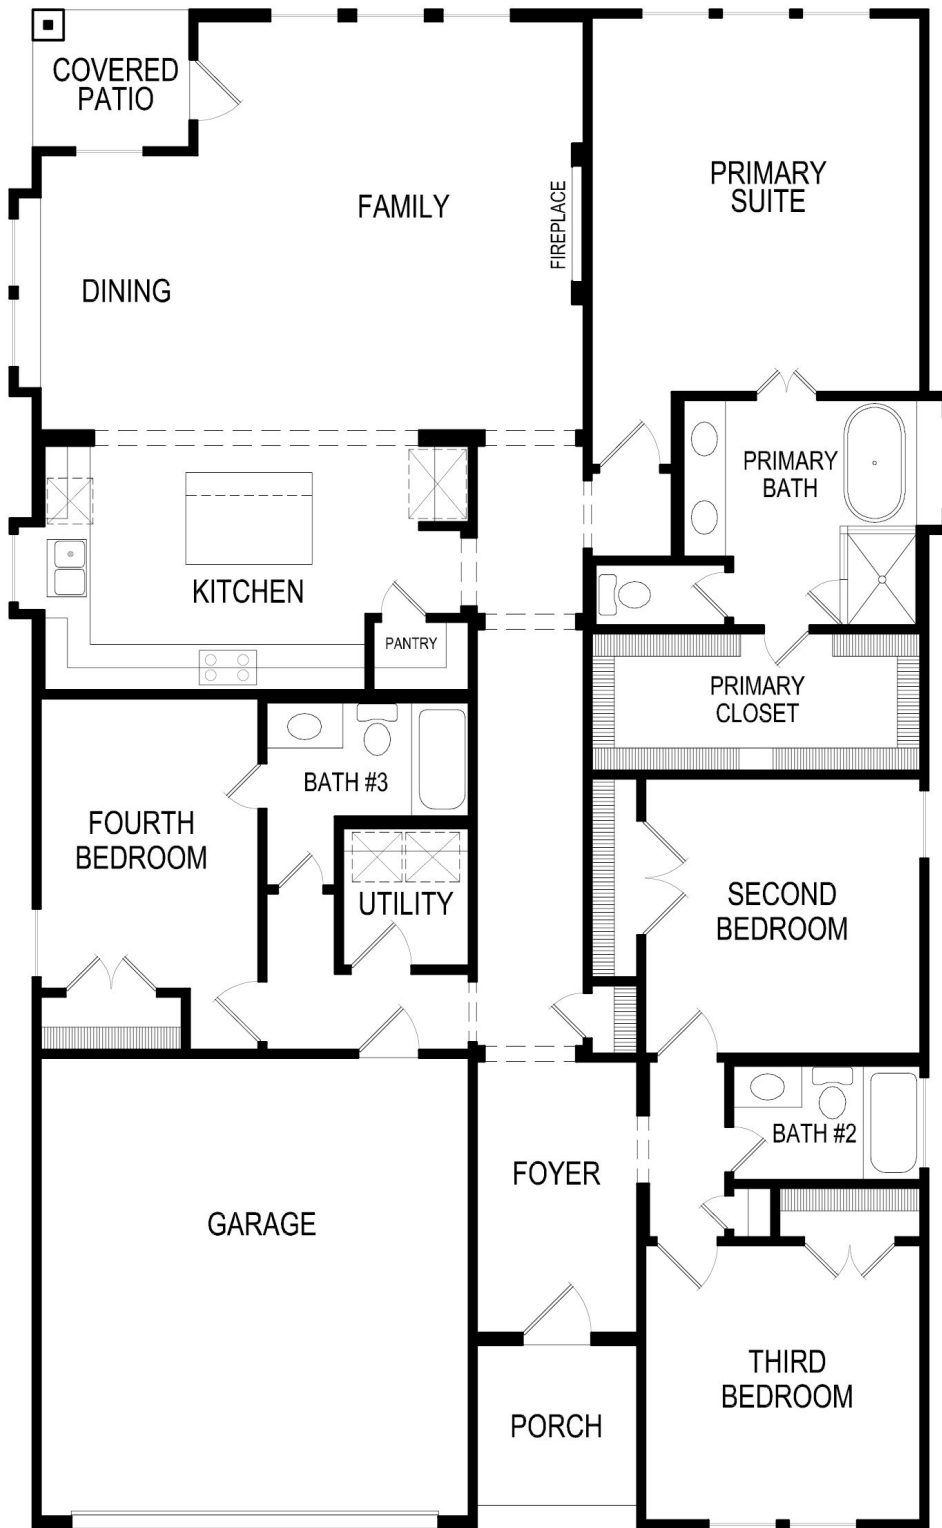 COVERED
PATIO
FAMILY
FIREPLACE
PRIMARY
SUITE
DINING
PRIMARY
BATH
KITCHEN
PANTRY
PRIMARY
CLOSET
BATH #3
FOURTH
BEDROOM
UTILITY
SECOND
BEDROOM
BATH #2
FOYER
GARAGE
THIRD
BEDROOM
PORCH